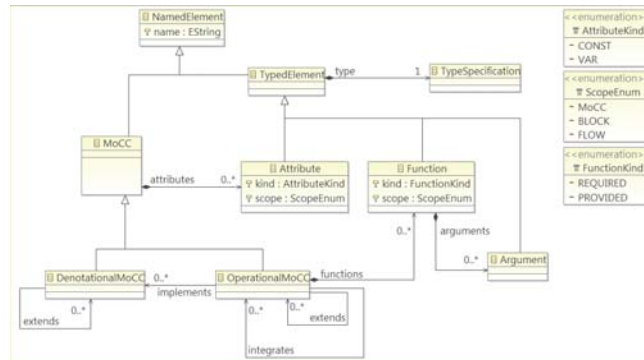 NamedElement
name : EString
<<enumeration>>
AttributeKind
CONST
VAR
TypedElement
type
1
TypeSpecification
<<enumeration>>
ScopeEnum
MoCC
BLOCK
FLOW
MoCC
attributes
0..*
Attribute
kind : AttributeKind
scope : ScopeEnum
Function
kind : FunctionKind
scope : ScopeEnum
<<enumeration>>
FunctionKind
REQUIRED
PROVIDED
0..*
arguments
0..*
Argument
DenotationalMoCC
0..*
implements
OperationalMoCC
functions
0..*
extends
0..*
0..*
extends
integrates